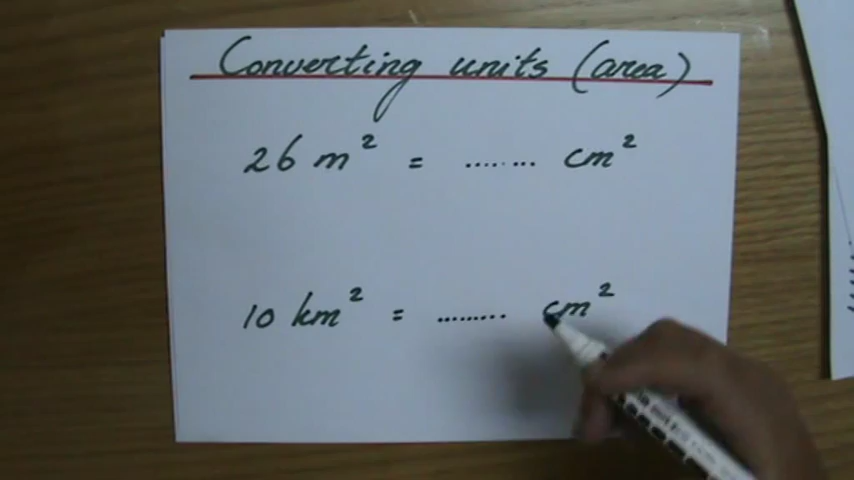 Converting units (area)
26 m² = ........ cm²
10 km² = ......... cm²